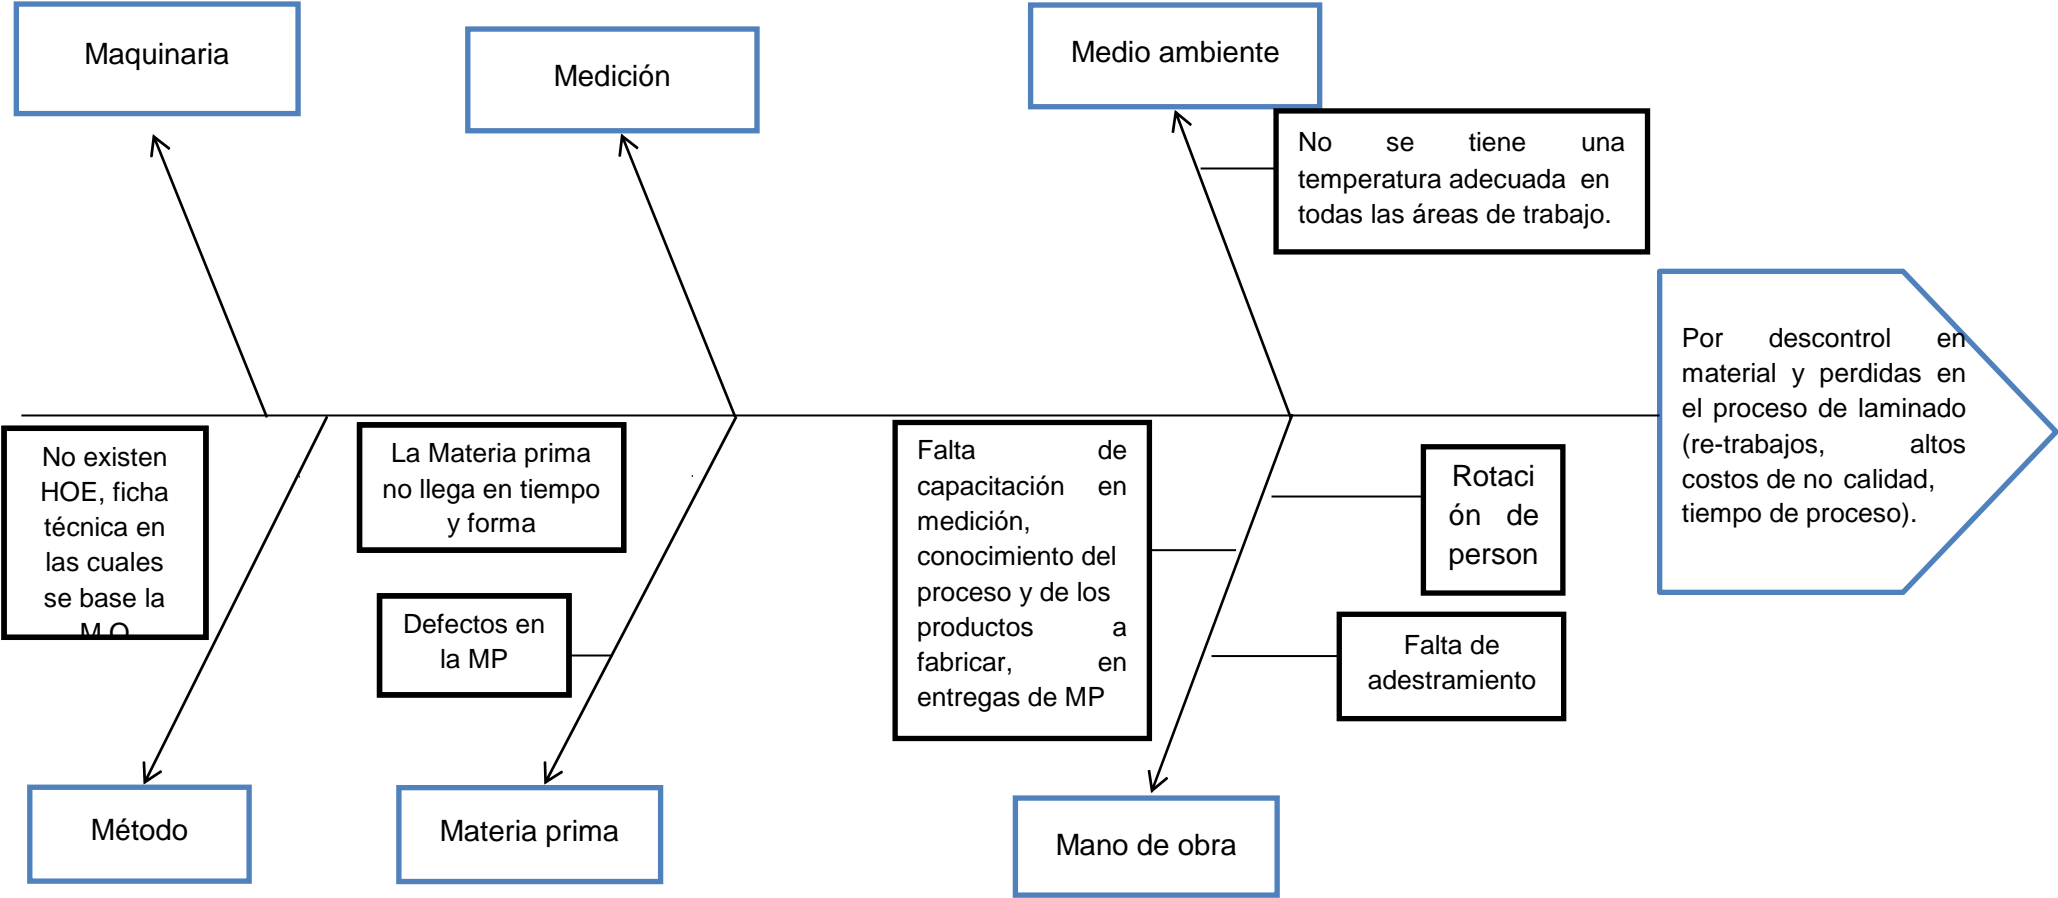 Maquinaria
Medición
Medio ambiente
No se tiene una
temperatura adecuada en
todas las áreas de trabajo.
Por descontrol en
material y perdidas en
el proceso de laminado
(re-trabajos, altos
costos de no calidad,
tiempo de proceso).
No existen
HOE, ficha
técnica en
las cuales
se base la
M.O.
La Materia prima
no llega en tiempo
y forma
Defectos en
la MP
Falta de
capacitación en
medición,
conocimiento del
proceso y de los
productos a
fabricar, en
entregas de MP
Rotaci
ón de
person
Falta de
adestramiento
Método
Materia prima
Mano de obra